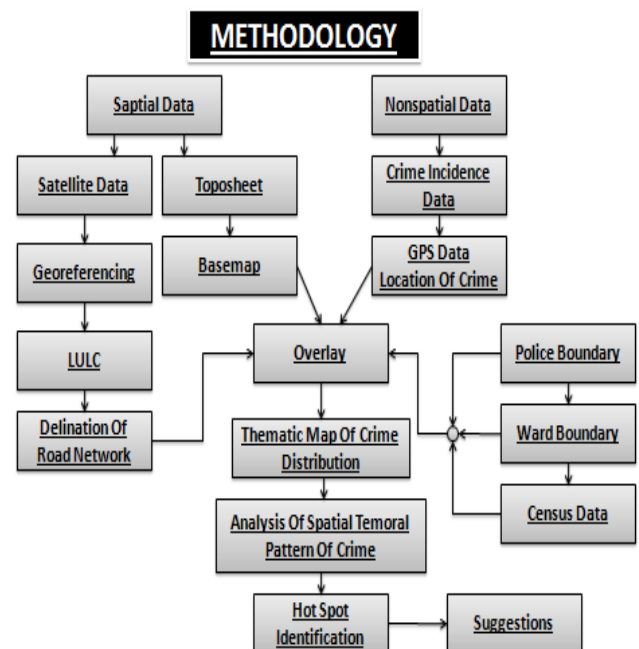 METHODOLOGY
Saptial Data
Nonspatial Data
Satellite Data
Toposheet
Crime Incidence
Data
Georeferencing
Basemap
GPS Data
Location Of Crime
LULC
Overlay
Police Boundary
Delination Of
Road Network
Thematic Map Of Crime
Distribution
Ward Boundary
Census Data
Analysis Of Spatial Temoral
Pattern Of Crime
Hot Spot
Identification
Suggestions